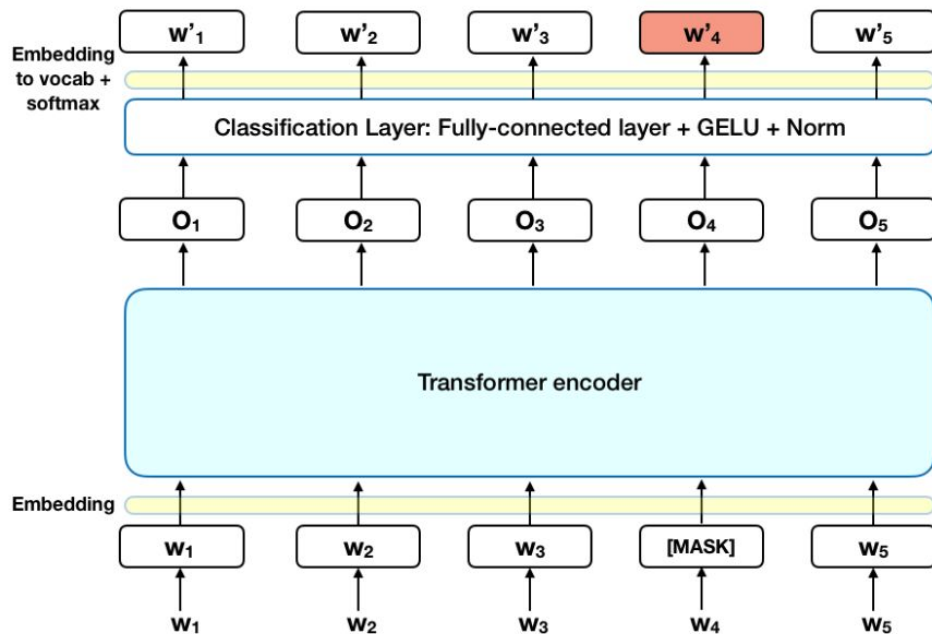 w’₁ w’₂ w’₃ w’₄ w’₅
Embedding
to vocab +
softmax
Classification Layer: Fully-connected layer + GELU + Norm
O₁ O₂ O₃ O₄ O₅
Transformer encoder
Embedding
W₁ W₂ W₃ [MASK] W₅
W₁ W₂ W₃ W₄ W₅